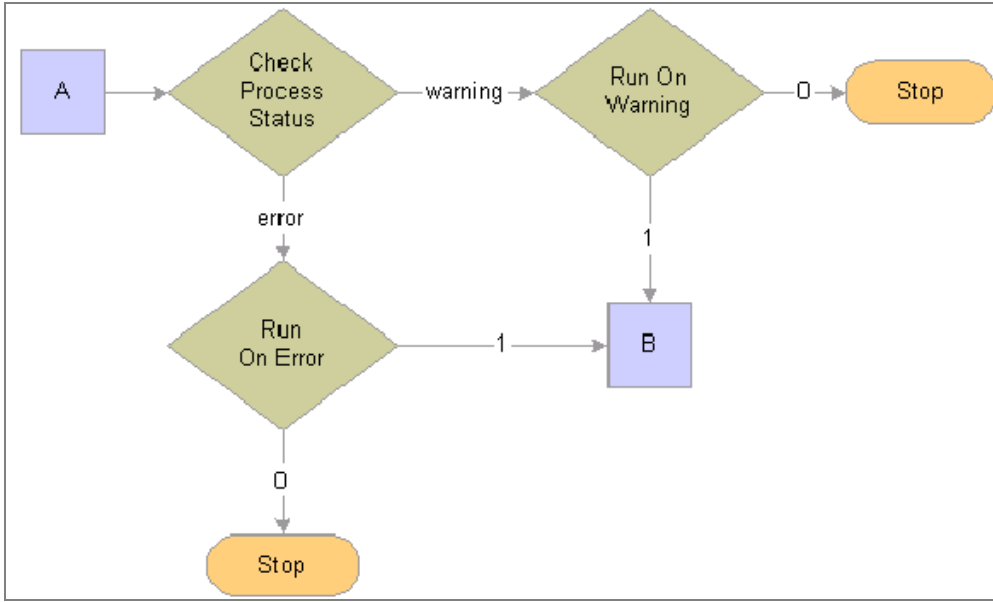 A
Check
Process
Status
warning
Run On
Warning
0
Stop
error
1
Run
On Error
1
B
0
Stop